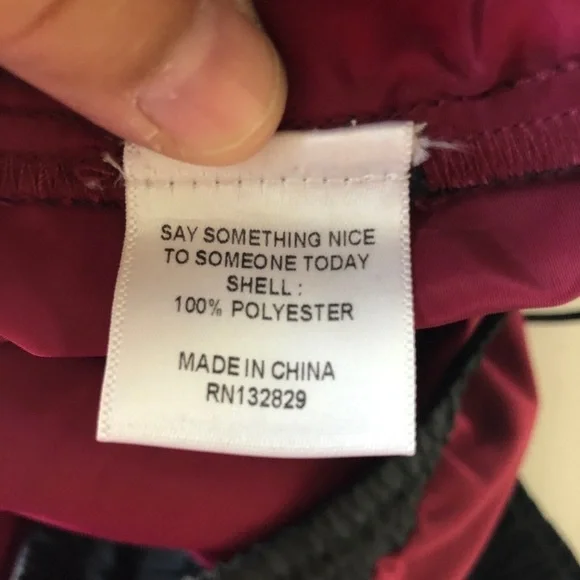 SAY SOMETHING NICE
TO SOMEONE TODAY
SHELL :
100% POLYESTER
MADE IN CHINA
RN132829